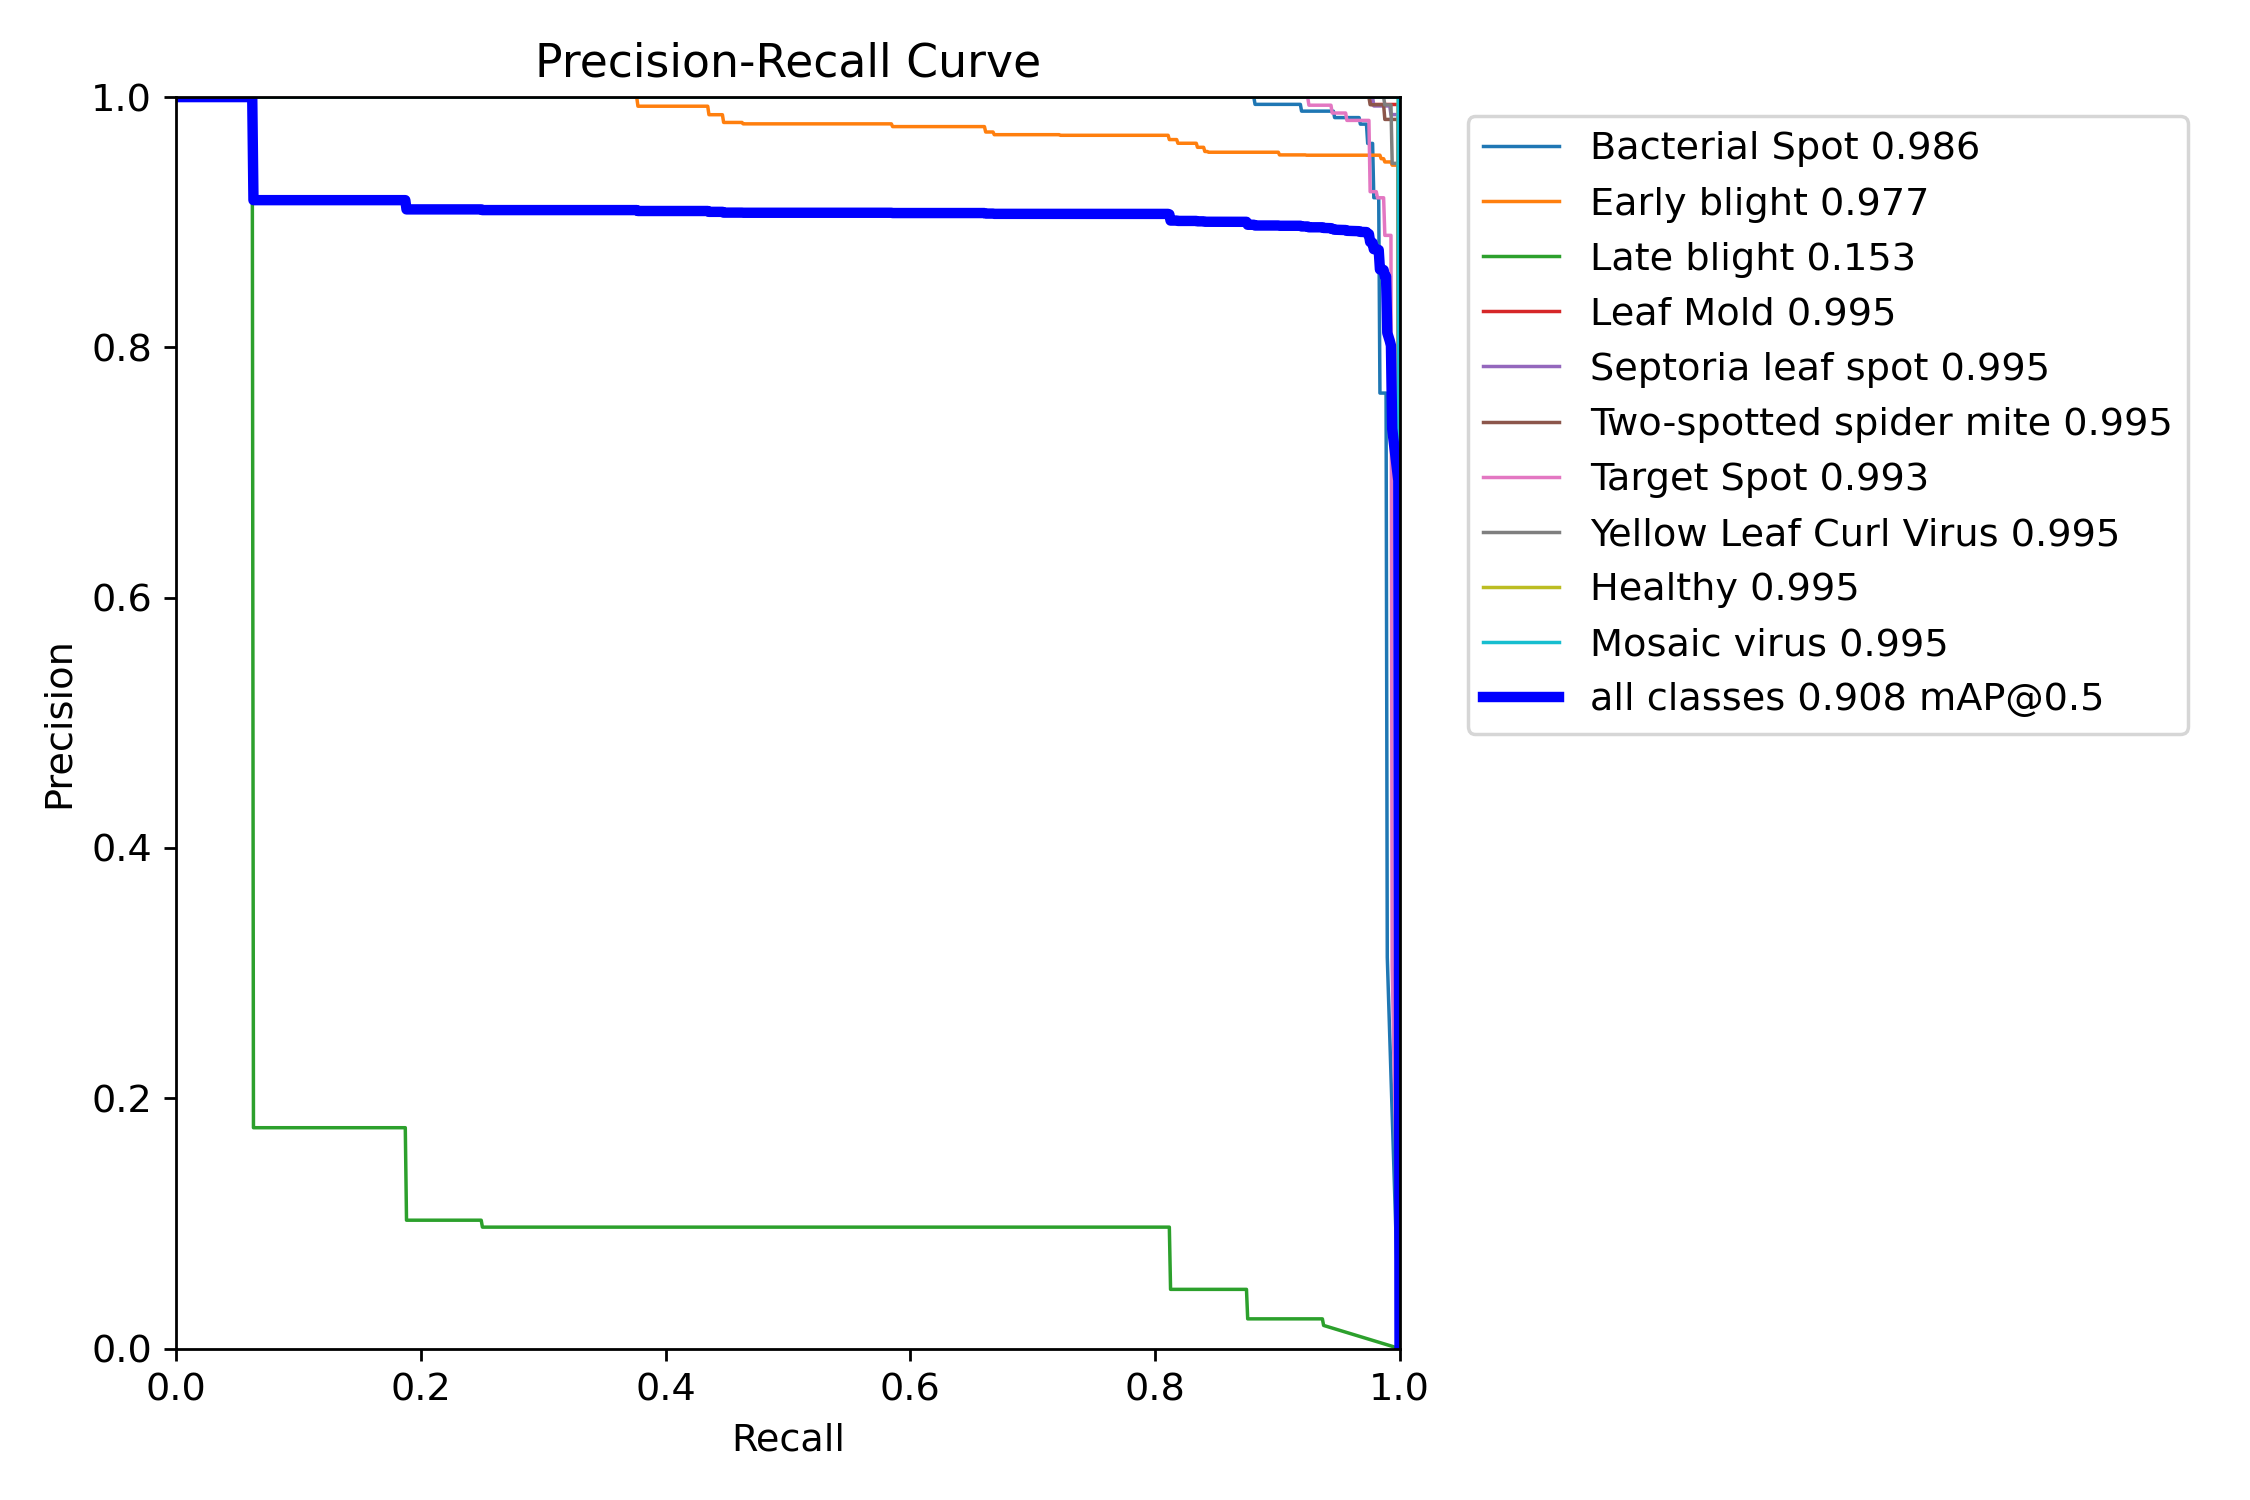 Precision-Recall Curve
1.0
0.8
0.6
0.4
0.2
0.0
Precision
0.0 0.2 0.4 0.6 0.8 1.0
Recall
Bacterial Spot 0.986
Early blight 0.977
Late blight 0.153
Leaf Mold 0.995
Septoria leaf spot 0.995
Two-spotted spider mite 0.995
Target Spot 0.993
Yellow Leaf Curl Virus 0.995
Healthy 0.995
Mosaic virus 0.995
all classes 0.908 mAP@0.5